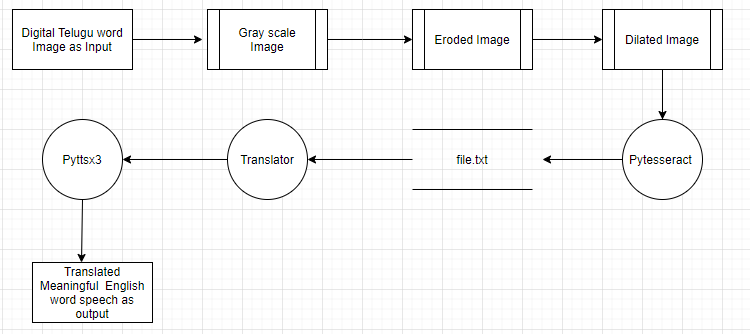 Digital Telugu word
Image as Input
Gray scale
Image
Eroded Image
Dilated Image
Pyttsx3
Translator
file.txt
Pytesseract
Translated
Meaningful English
word speech as
output